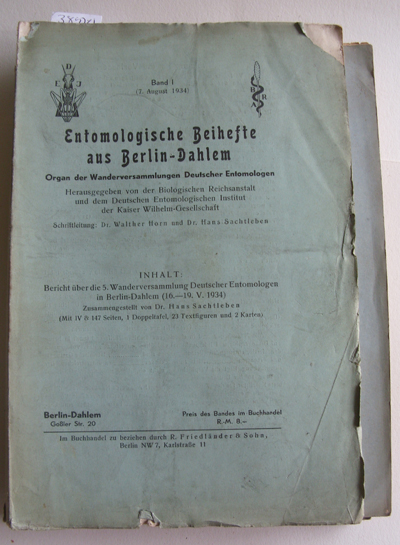 Band I
(7. August 1934)
Entomologische Beihefte
aus Berlin-Dahlem
Organ der Wanderversammlungen Deutscher Entomologen
Herausgegeben von der Biologischen Reichsanstalt
und dem Deutschen Entomologischen Institut
der Kaiser Wilhelm-Gesellschaft
Schriftleitung: Dr. Walther Horn und Dr. Hans Sachtleben
INHALT:
Bericht über die 5. Wanderversammlung Deutscher Entomologen
in Berlin-Dahlem (16.—19. V. 1934)
Zusammengestellt von Dr. Hans Sachtleben
(Mit IV & 147 Seiten, 1 Doppeltafel, 23 Textfiguren und 2 Karten)
Berlin-Dahlem
Goßler Str. 20
Preis des Bandes im Buchhandel
R.-M. 8.—
Im Buchhandel zu beziehen durch R. Friedländer & Sohn,
Berlin NW 7, Karlstraße 11